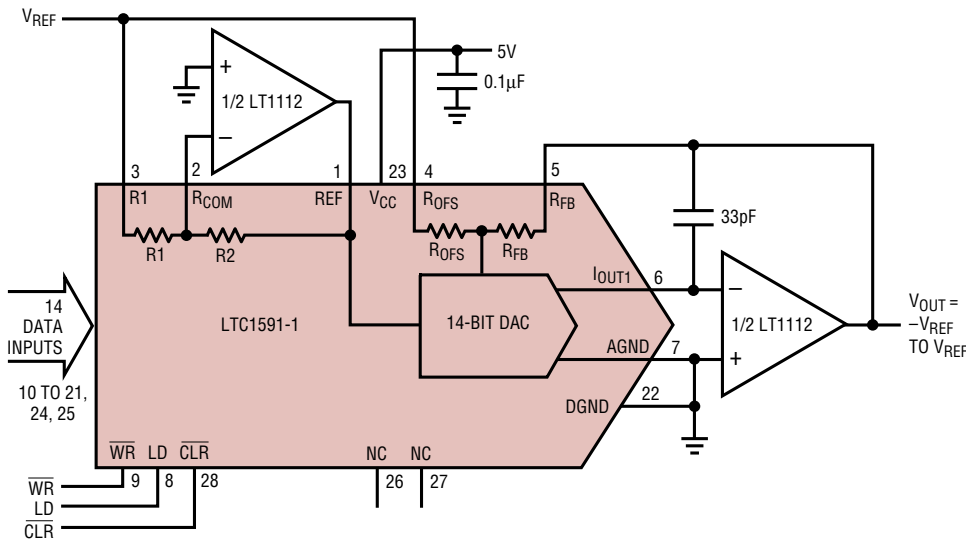 VREF
+
1/2 LT1112
–
5V
0.1µF
3
2
1
23
4
5
R1
RCOM
REF
VCC
ROFS
RFB
33pF
R1
R2
ROFS
RFB
IOUT1
6
–
14
DATA
INPUTS
LTC1591-1
14-BIT DAC
1/2 LT1112
VOUT =
–VREF
TO VREF
AGND
7
+
10 TO 21,
24, 25
DGND
22
WR
LD
CLR
NC
NC
9
8
28
26
27
WR
LD
CLR